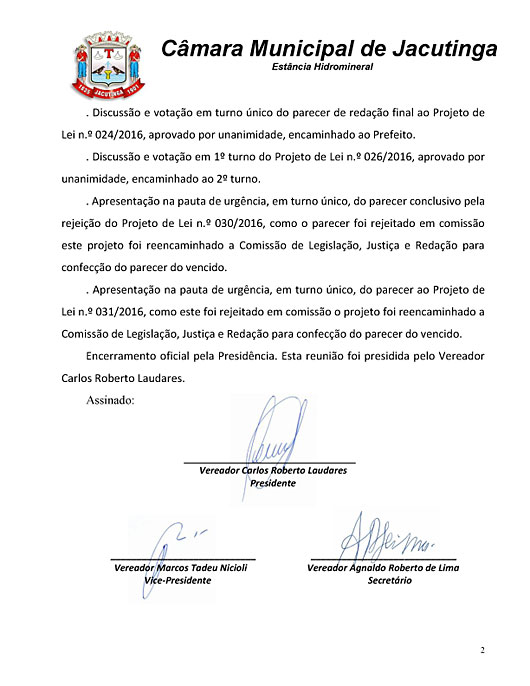 Câmara Municipal de Jacutinga
Estância Hidromineral
1835 JACUTINGA 1901
. Discussão e votação em turno único do parecer de redação final ao Projeto de
Lei n.º 024/2016, aprovado por unanimidade, encaminhado ao Prefeito.
. Discussão e votação em 1º turno do Projeto de Lei n.º 026/2016, aprovado por
unanimidade, encaminhado ao 2º turno.
. Apresentação na pauta de urgência, em turno único, do parecer conclusivo pela
rejeição do Projeto de Lei n.º 030/2016, como o parecer foi rejeitado em comissão
este projeto foi reencaminhado a Comissão de Legislação, Justiça e Redação para
confecção do parecer do vencido.
. Apresentação na pauta de urgência, em turno único, do parecer ao Projeto de
Lei n.º 031/2016, como este foi rejeitado em comissão o projeto foi reencaminhado a
Comissão de Legislação, Justiça e Redação para confecção do parecer do vencido.
Encerramento oficial pela Presidência. Esta reunião foi presidida pelo Vereador
Carlos Roberto Laudares.
Assinado:
Vereador Carlos Roberto Laudares
Presidente
Vereador Marcos Tadeu Nicioli
Vice-Presidente
Vereador Agnaldo Roberto de Lima
Secretário
2